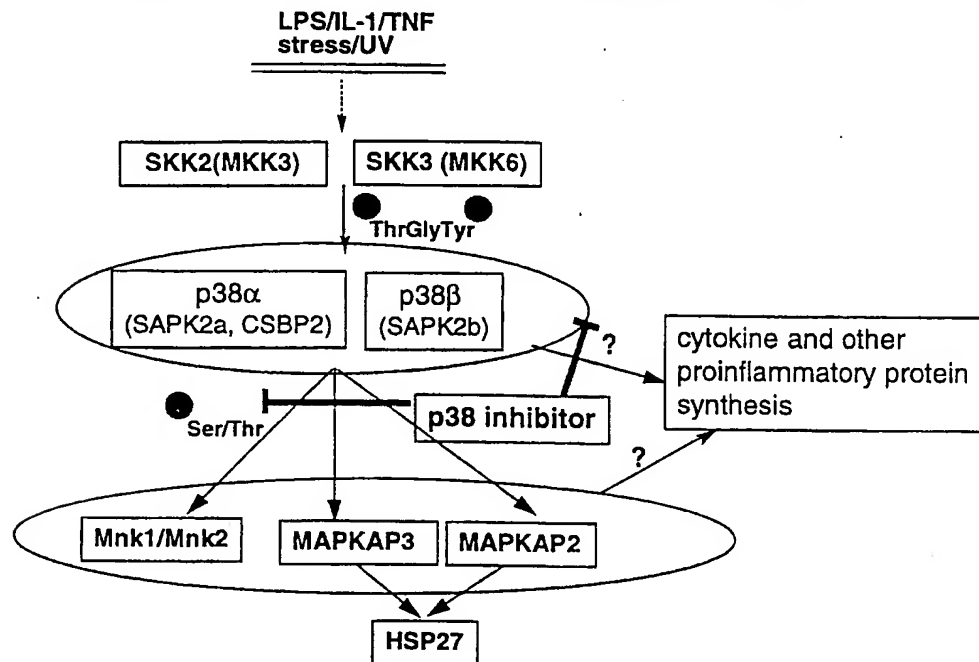 LPS/IL-1/TNF
stress/UV
SKK2(MKK3)
SKK3 (MKK6)
ThrGlyTyr
p38α
(SAPK2a, CSBP2)
p38β
(SAPK2b)
?
cytokine and other
proinflammatory protein
synthesis
Ser/Thr
p38 inhibitor
?
Mnk1/Mnk2
MAPKAP3
MAPKAP2
HSP27